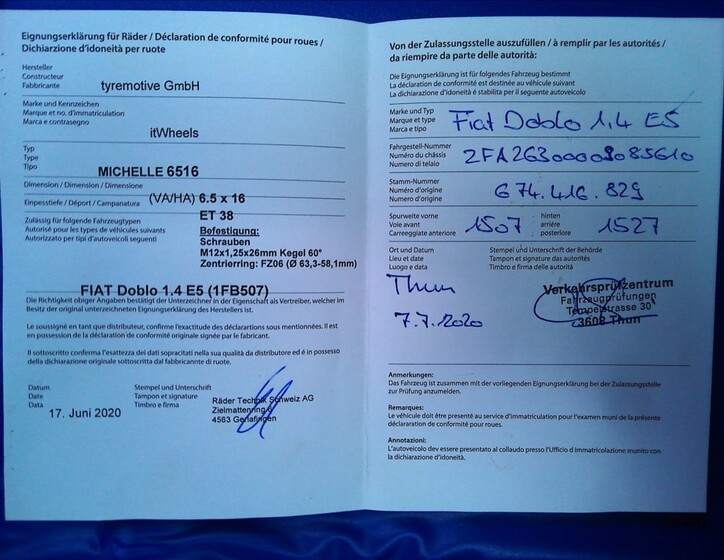 Eignungserklärung für Räder / Déclaration de conformité pour roues /
Dichiarzione d'idoneità per ruote
Hersteller
Constructeur
Fabbricante tyremotive GmbH
Marke und Kennzeichen
Marque et no. d'immatriculation
Marca e contrasegno
itWheels
Typ
Type
Tipo MICHELLE 6516
Dimension / Dimension / Dimensione
Einpresstiefe / Déport / Campanatura (VA/HA) 6.5 x 16
ET 38
Zulässig für folgende Fahrzeugtypen
Autorisé pour les types de véhicules suivants
Autorizzato per tipi d'autoveicoli seguenti
Befestigung:
Schrauben
M12x1,25x26mm Kegel 60°
Zentrierring: FZ06 (Ø 63,3-58,1mm)
FIAT Doblo 1.4 E5 (1FB507)
Die Richtigkeit obiger Angaben bestätigt der Unterzeichner in der Eigenschaft als Vertreiber, welcher im
Besitz der original unterzeichneten Eignungserklärung des Herstellers ist.
Le soussigné en tant que distributeur, confirme l'exactitude des déclarations sous mentionnées. Il est
en possession de la déclaration de conformité originale signée par le fabricant.
Il sottoscritto conferma l'esattezza dei dati sopracitati nella sua qualità da distributore ed è in possesso
della dichiarazione originale sottoscritta dal fabbricante di ruote.
Datum
Date
Data 17. Juni 2020
Stempel und Unterschrift
Tampon et signature
Timbro e firma
Räder Technik Schweiz AG
Zielmattenring 6
4563 Gerlafingen
Von der Zulassungsstelle auszufüllen / à remplir par les autorités /
da riempire da parte delle autorità:
Die Eignungserklärung ist für folgendes Fahrzeug bestimmt
La déclaration de conformité est destinée au véhicule suivant
La dichiarazione d'idoneità è stabilita per il seguente autoveicolo
Marke und Typ
Marque et type
Marca e tipo Fiat Doblo 1.4 E5
Fahrgestell-Nummer
Numéro du châssis
Numero di telaio ZFA26300009085610
Stamm-Nummer
Numéro d'origine
Numero d'origine 674.416.829
Spurweite vorne
Voie avant
Carreeggiate anteriore 1507
hinten
arrière
posteriore 1527
Ort und Datum
Lieu et date
Luogo e data
Stempel und Unterschrift der Behörde
Tampon et signature des autorités
Timbro e firma delle autorità
Thun
7.7.2020
Verkehrsprüfzentrum
Fahrzeugprüfungen
Tempelstrasse 30
3608 Thun
Anmerkungen:
Das Fahrzeug ist zusammen mit der vorliegenden Eignungserklärung bei der Zulassungsstelle
zur Prüfung anzumelden.
Remarques:
Le véhicule doit être presenté au service d'immatriculation pour l'examen muni de la présente
déclaration de conformité pour roues.
Annotazioni:
L'autoveicolo dev essere presentato al collaudo presso l'Ufficio d Immatricolazione munito con
la dichiarazione d'idoneità.